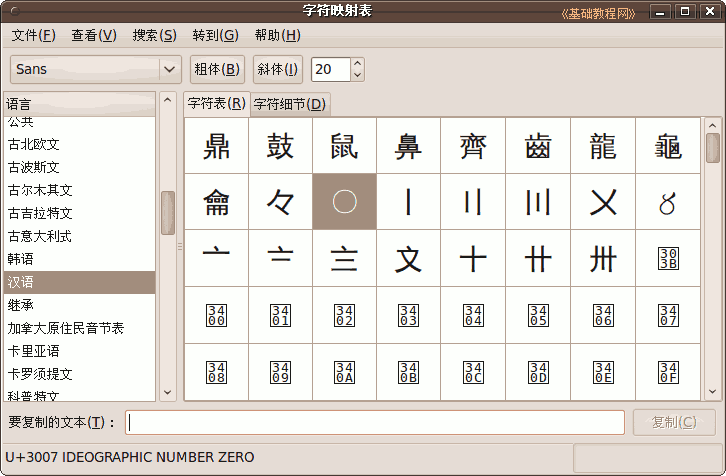 字符映射表
《基础教程网》
文件(F) 查看(V) 搜索(S) 转到(G) 帮助(H)
Sans 粗体(B) 斜体(I) 20
语言
公共
古北欧文
古波斯文
古尔木其文
古吉拉特文
古意大利式
韩语
汉语
继承
加拿大原住民音节表
卡里亚语
卡罗须提文
科普特文
字符表(R) 字符细节(D)
鼎 鼓 鼠 鼻 齊 齒 龍 龜
龠 々 〇 〡 〢 〣 〤 〥
〦 〧 〨 〩 〸 〹 〺 303B
3400 3401 3402 3403 3404 3405 3406 3407
3408 3409 340A 340B 340C 340D 340E 340F
要复制的文本(T)： 复制(C)
U+3007 IDEOGRAPHIC NUMBER ZERO